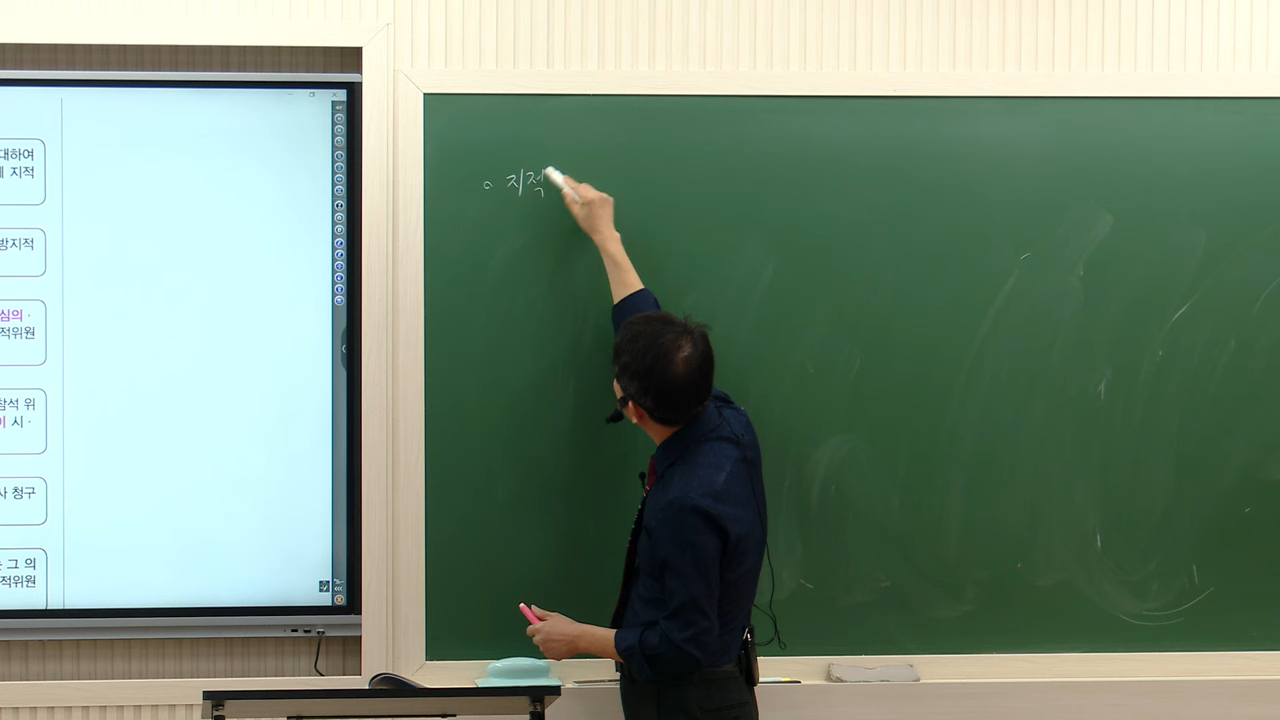 대하여
지적
방지적
심의 ·
적위원
참석 위
이 시 ·
사 청구
는 그 의
적위원
。지적